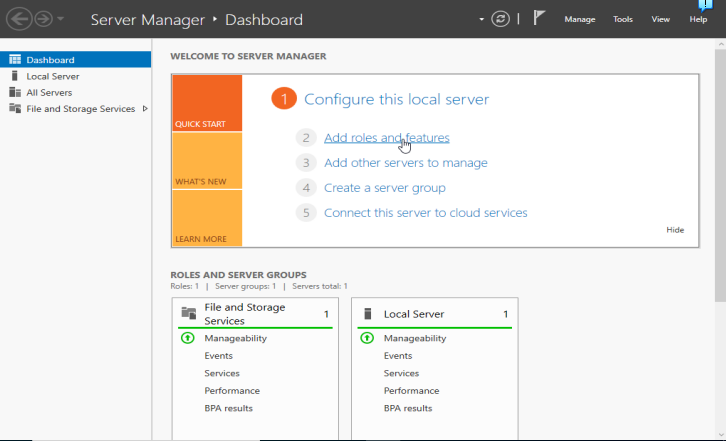 Server Manager • Dashboard
Manage Tools View Help
Dashboard
Local Server
All Servers
File and Storage Services
WELCOME TO SERVER MANAGER
QUICK START
WHAT'S NEW
LEARN MORE
1 Configure this local server
2 Add roles and features
3 Add other servers to manage
4 Create a server group
5 Connect this server to cloud services
Hide
ROLES AND SERVER GROUPS
Roles: 1 | Server groups: 1 | Servers total: 1
File and Storage
Services 1
Manageability
Events
Services
Performance
BPA results
Local Server 1
Manageability
Events
Services
Performance
BPA results